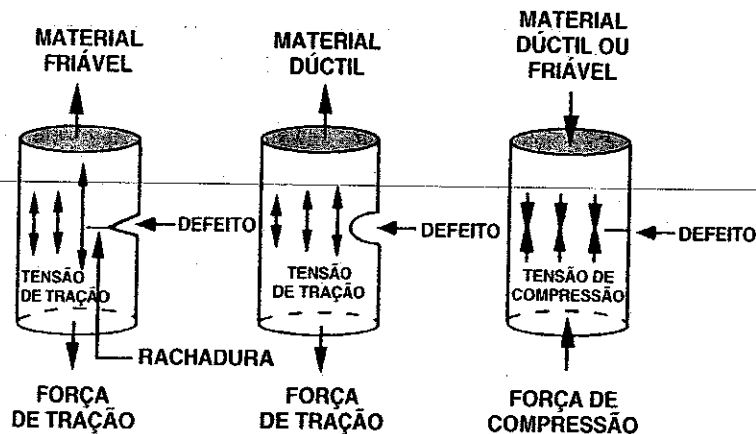 MATERIAL
FRIÁVEL
MATERIAL
DÚCTIL
MATERIAL
DÚCTIL OU
FRIÁVEL
DEFEITO
DEFEITO
DEFEITO
TENSÃO
DE TRAÇÃO
TENSÃO
DE TRAÇÃO
TENSÃO DE
COMPRESSÃO
RACHADURA
FORÇA
DE TRAÇÃO
FORÇA
DE TRAÇÃO
FORÇA DE
COMPRESSÃO